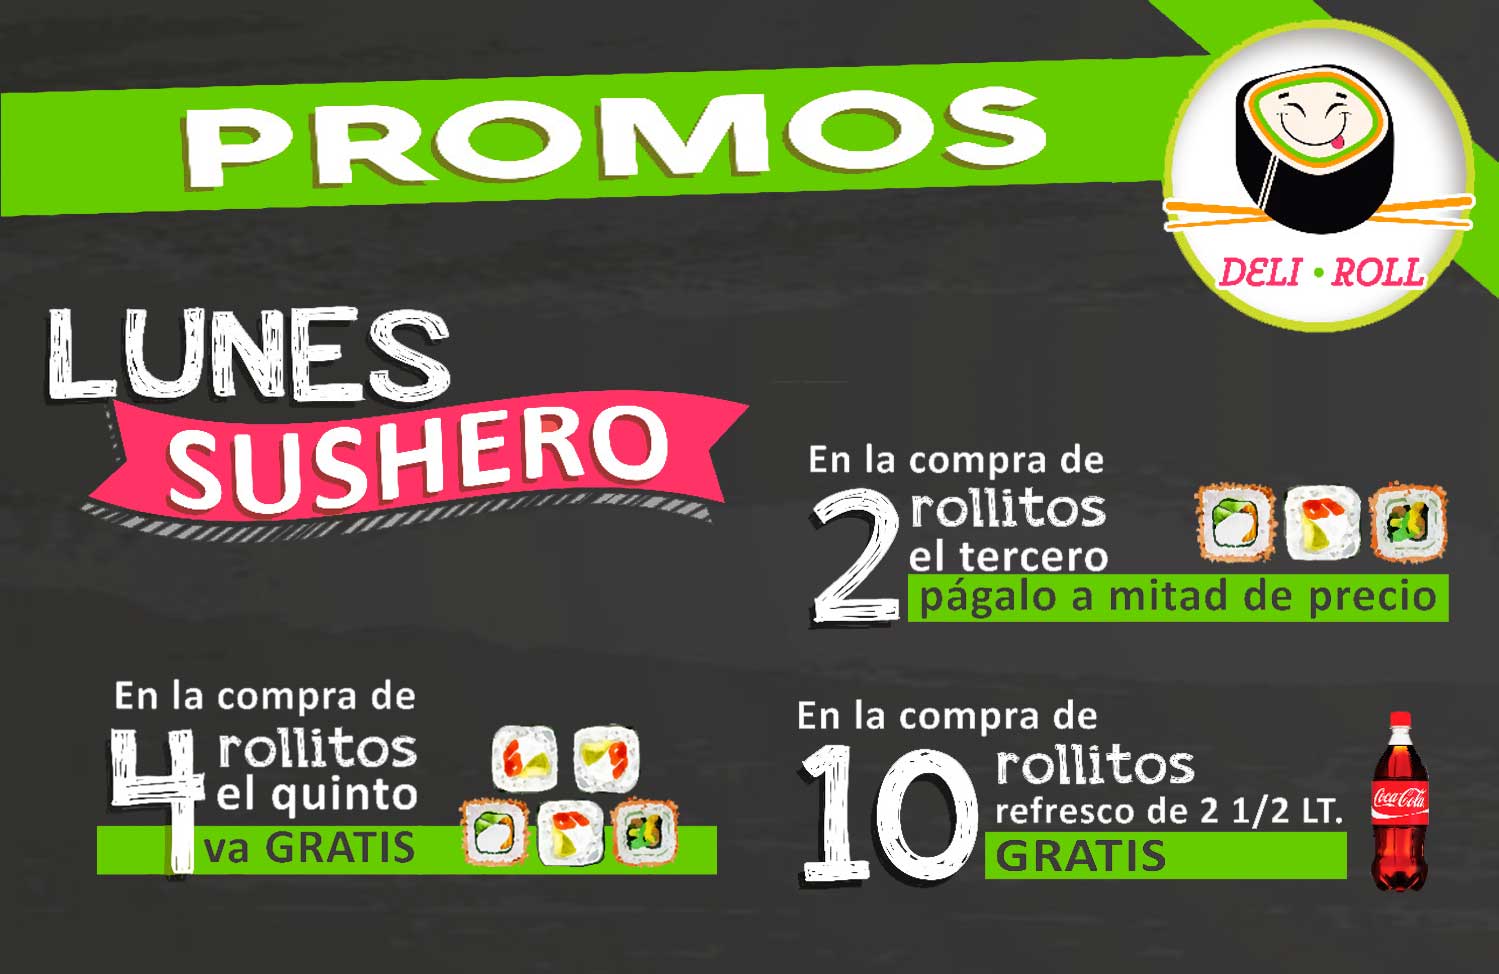 PROMOS
DELI • ROLL
LUNES
SUSHERO
En la compra de
2 rollitos
el tercero
págalo a mitad de precio
En la compra de
4 rollitos
el quinto
va GRATIS
En la compra de
10 rollitos
refresco de 2 1/2 LT.
GRATIS
Coca-Cola